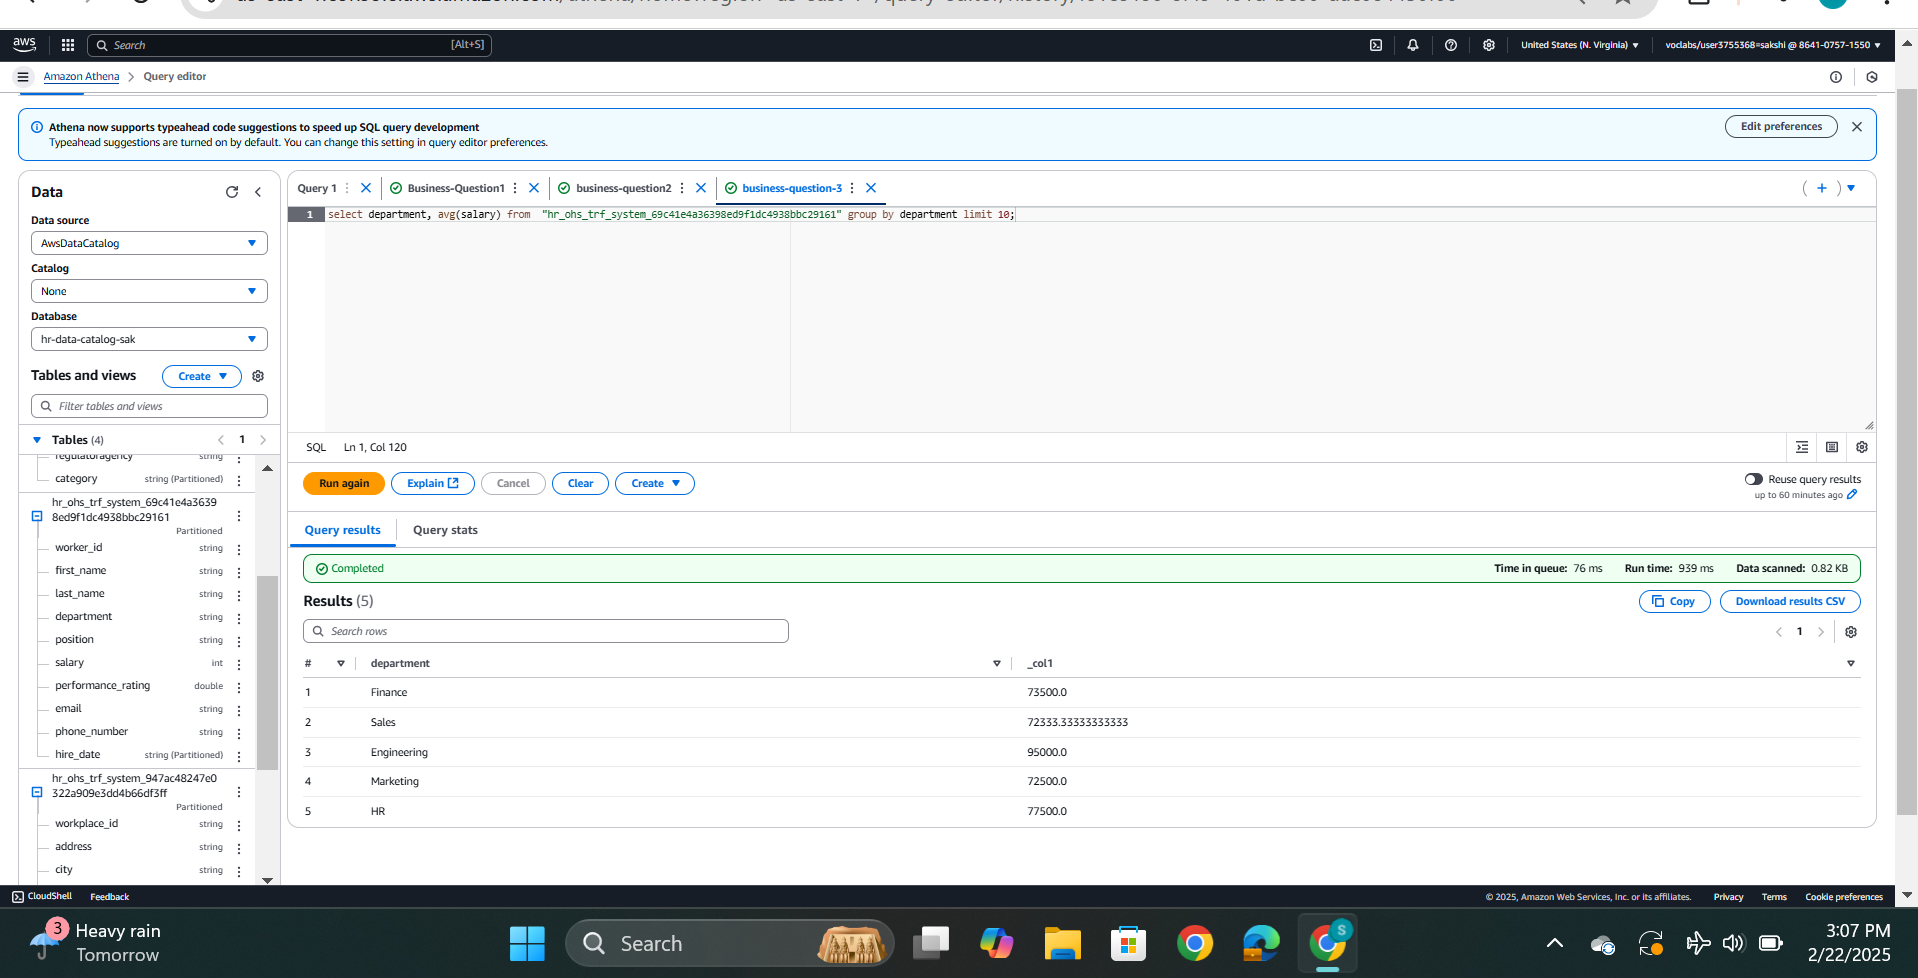 aws
Search [Alt+S]
United States (N. Virginia)
voclabs/user3755368=sakshi @ 8641-0757-1550
Amazon Athena > Query editor
Athena now supports typeahead code suggestions to speed up SQL query development
Typeahead suggestions are turned on by default. You can change this setting in query editor preferences.
Edit preferences
Data
Data source
AwsDataCatalog
Catalog
None
Database
hr-data-catalog-sak
Tables and views
Create
Filter tables and views
Tables (4)
1
regulatoragency string
category string (Partitioned)
hr_ohs_trf_system_69c41e4a3639
8ed9f1dc4938bbc29161
Partitioned
worker_id string
first_name string
last_name string
department string
position string
salary int
performance_rating double
email string
phone_number string
hire_date string (Partitioned)
hr_ohs_trf_system_947ac48247e0
322a909e3dd4b66df3ff
Partitioned
workplace_id string
address string
city string
Query 1
Business-Question1
business-question2
business-question-3
1 select department, avg(salary) from  "hr_ohs_trf_system_69c41e4a36398ed9f1dc4938bbc29161" group by department limit 10;
SQL Ln 1, Col 120
Run again
Explain
Cancel
Clear
Create
Reuse query results
up to 60 minutes ago
Query results
Query stats
Completed
Time in queue: 76 ms
Run time: 939 ms
Data scanned: 0.82 KB
Results (5)
Copy
Download results CSV
Search rows
1
# department _col1
1 Finance 73500.0
2 Sales 72333.33333333333
3 Engineering 95000.0
4 Marketing 72500.0
5 HR 77500.0
CloudShell Feedback
© 2025, Amazon Web Services, Inc. or its affiliates. Privacy Terms Cookie preferences
3
Heavy rain
Tomorrow
Search
S
3:07 PM
2/22/2025